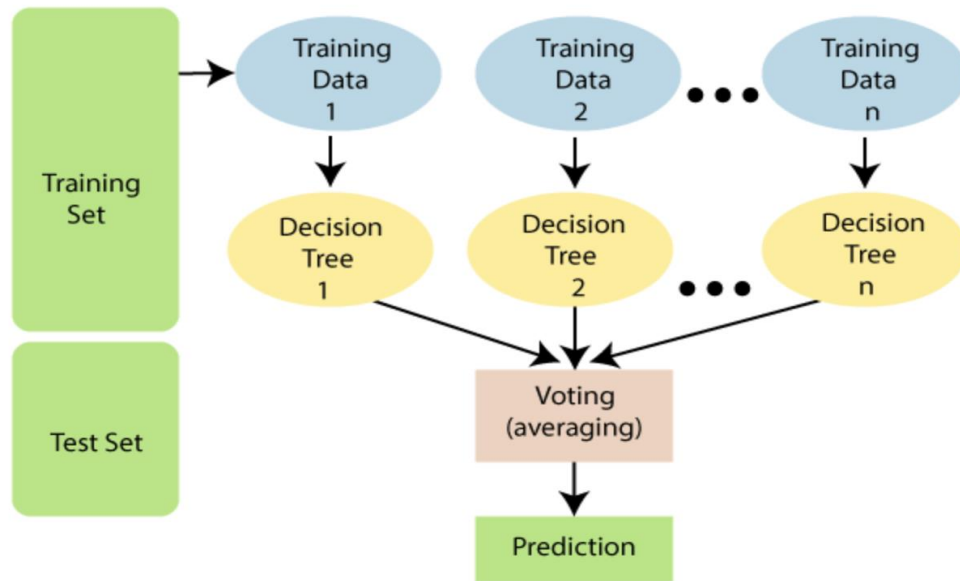 Training
Data
1
Training
Data
2
Training
Data
n
Training
Set
Decision
Tree
1
Decision
Tree
2
Decision
Tree
n
Test Set
Voting
(averaging)
Prediction